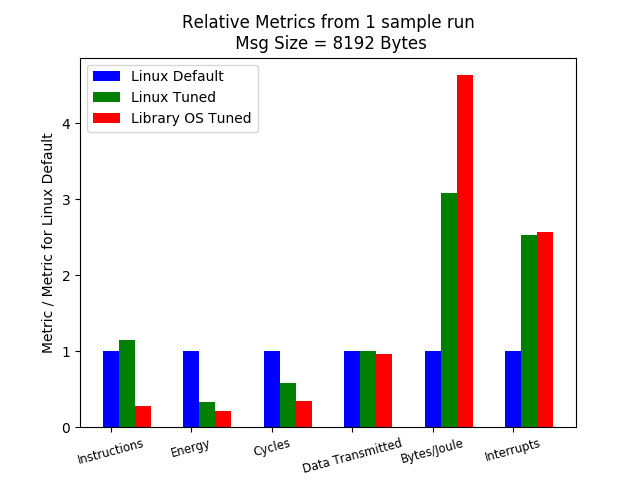 Relative Metrics from 1 sample run
Msg Size = 8192 Bytes
Linux Default
Linux Tuned
Library OS Tuned
Metric / Metric for Linux Default
4
3
2
1
0
Instructions
Energy
Cycles
Data Transmitted
Bytes/Joule
Interrupts